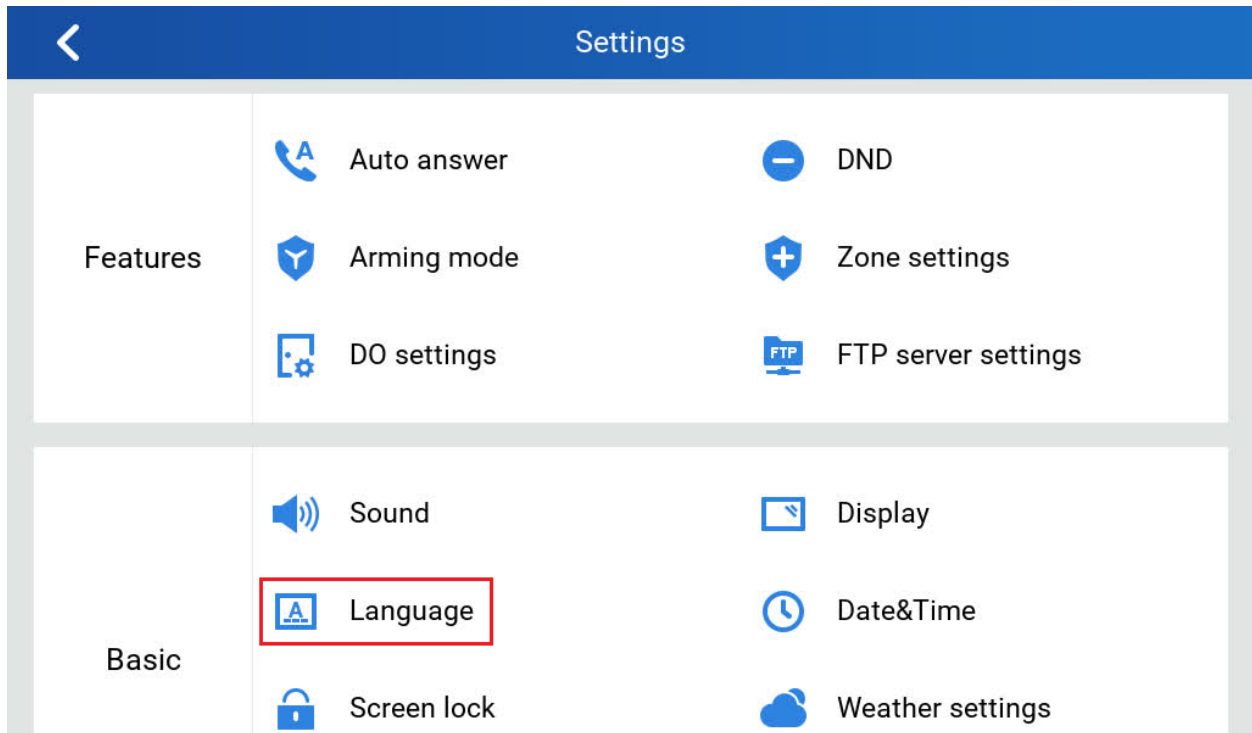 Settings
Features
Auto answer
DND
Arming mode
Zone settings
DO settings
FTP
FTP server settings
Basic
Sound
Display
A
Language
Date&Time
Screen lock
Weather settings